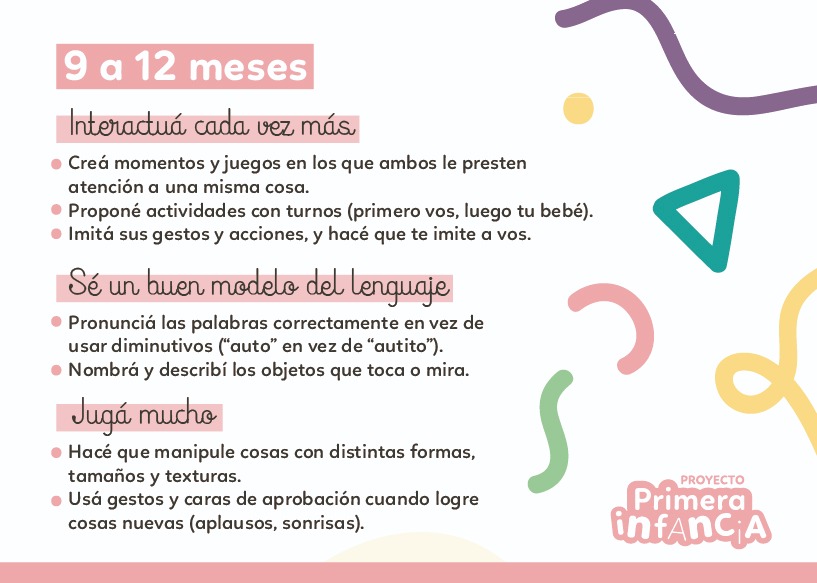 9 a 12 meses
Interactuá cada vez más
Creá momentos y juegos en los que ambos le presten
atención a una misma cosa.
Proponé actividades con turnos (primero vos, luego tu bebé).
Imitá sus gestos y acciones, y hacé que te imite a vos.
Sé un buen modelo del lenguaje
Pronunciá las palabras correctamente en vez de
usar diminutivos (“auto” en vez de “autito”).
Nombrá y describí los objetos que toca o mira.
Jugá mucho
Hacé que manipule cosas con distintas formas,
tamaños y texturas.
Usá gestos y caras de aprobación cuando logre
cosas nuevas (aplausos, sonrisas).
PROYECTO
Primera
infAnCiA